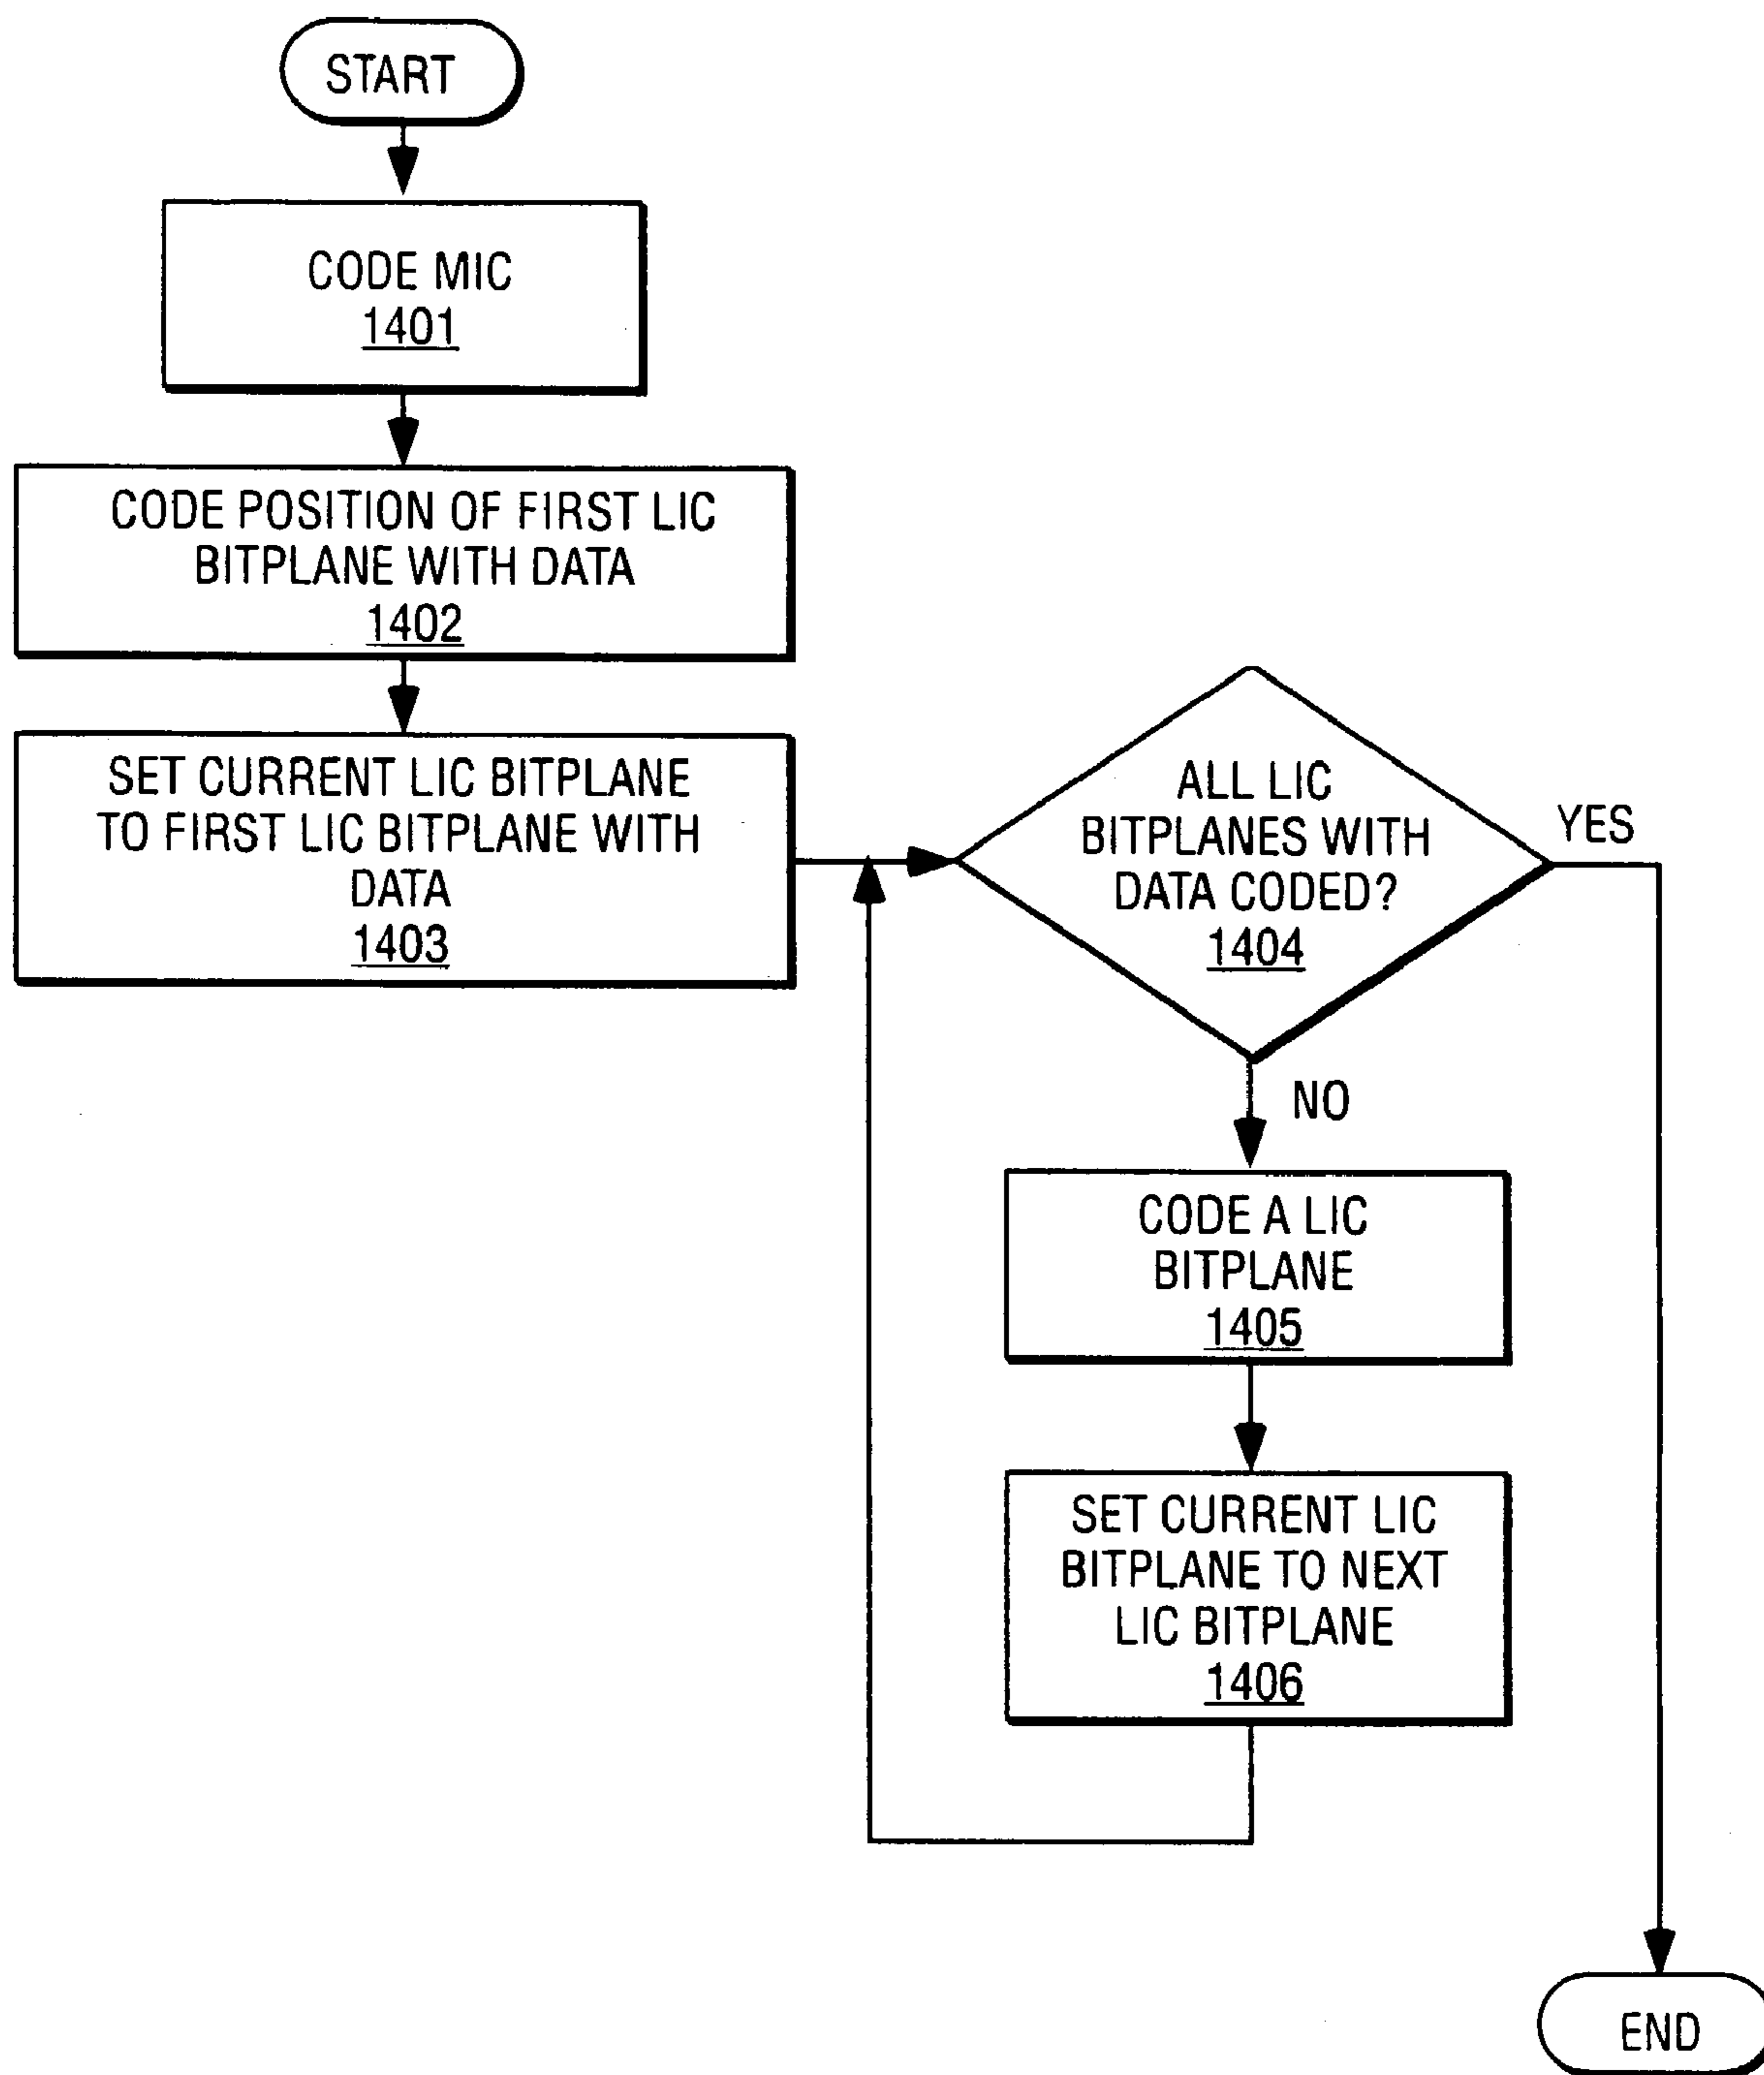 START
CODE MIC
1401
CODE POSITION OF FIRST LIC
BITPLANE WITH DATA
1402
SET CURRENT LIC BITPLANE
TO FIRST LIC BITPLANE WITH
DATA
1403
ALL LIC
BITPLANES WITH
DATA CODED?
1404
YES
NO
CODE A LIC
BITPLANE
1405
SET CURRENT LIC
BITPLANE TO NEXT
LIC BITPLANE
1406
END